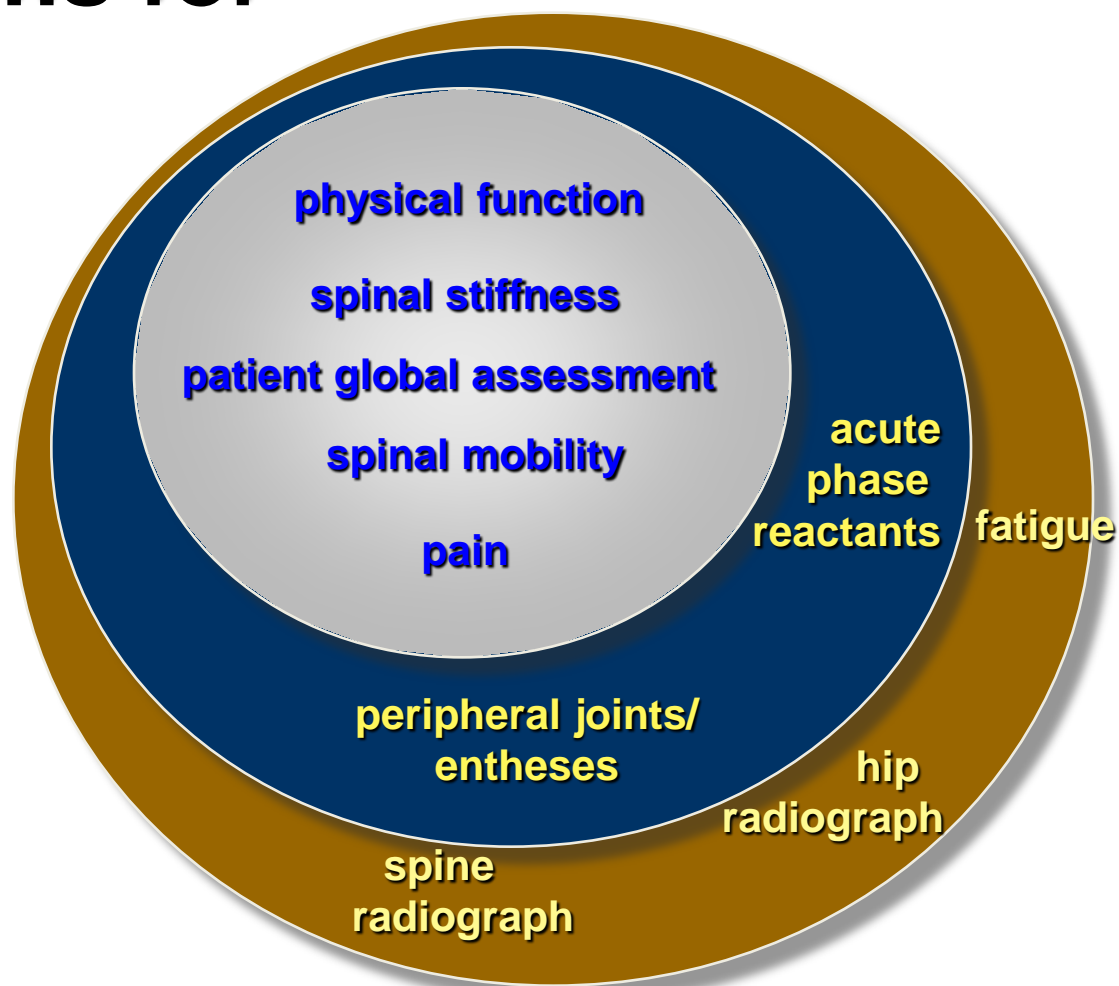 physical function
spinal stiffness
patient global assessment
spinal mobility
pain
acute
phase
reactants
fatigue
peripheral joints/
entheses
hip
radiograph
spine
radiograph